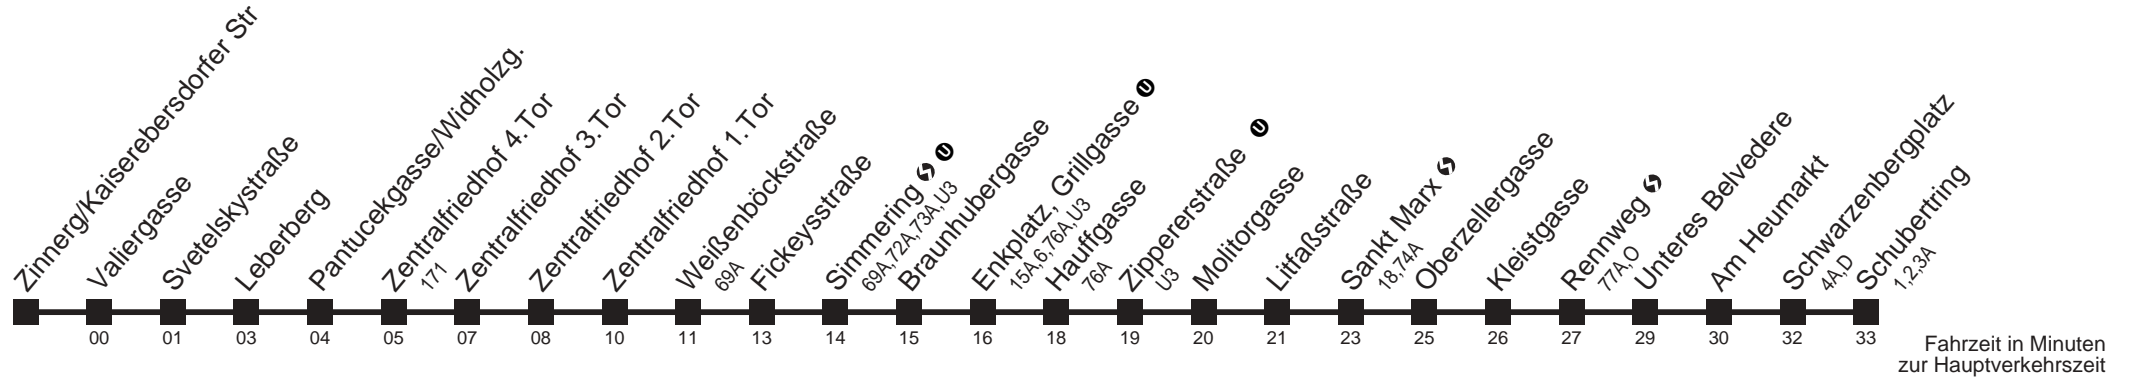 Zinnerg/Kaiserebersdorfer Str
Valiergasse
Svetelskystraße
Leberberg
Pantucekgasse/Widholzg.
Zentralfriedhof 4.Tor
171
Zentralfriedhof 3.Tor
Zentralfriedhof 2.Tor
Zentralfriedhof 1.Tor
Weißenböckstraße
69A
Fickeysstraße
Simmering S U
69A,72A,73A,U3
Braunhubergasse
Enkplatz, Grillgasse U
15A,6,76A,U3
Hauffgasse
76A
Zippererstraße U
U3
Molitorgasse
Litfaßstraße
Sankt Marx S
18,74A
Oberzellergasse
Kleistgasse
Rennweg S
77A,O
Unteres Belvedere
Am Heumarkt
Schwarzenbergplatz
4A,D
Schubertring
1,2,3A
00 01 03 04 05 07 08 10 11 13 14 15 16 18 19 20 21 23 25 26 27 29 30 32 33
Fahrzeit in Minuten
zur Hauptverkehrszeit